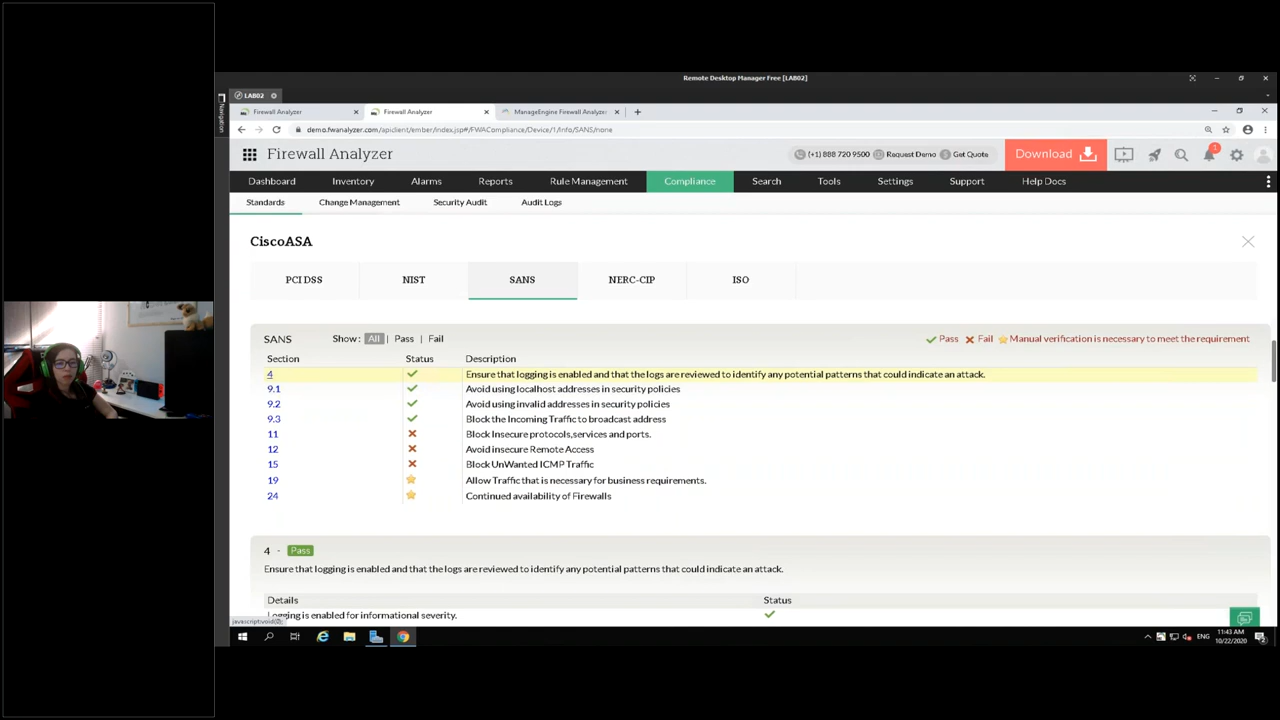 Remote Desktop Manager Free [LAB02]
Navigation
LAB02
Firewall Analyzer
Firewall Analyzer
ManageEngine Firewall Analyzer
demo.fwanalyzer.com/apiclient/ember/index.jsp#/FWACompliance/Device/1/Info/SANS/none
Firewall Analyzer
(+1) 888 720 9500
Request Demo
Get Quote
Download
1
Dashboard Inventory Alarms Reports Rule Management Compliance Search Tools Settings Support Help Docs
Standards Change Management Security Audit Audit Logs
CiscoASA
PCI DSS NIST SANS NERC-CIP ISO
SANS Show : All | Pass | Fail Pass Fail Manual verification is necessary to meet the requirement
Section Status Description
4 Ensure that logging is enabled and that the logs are reviewed to identify any potential patterns that could indicate an attack.
9.1 Avoid using localhost addresses in security policies
9.2 Avoid using invalid addresses in security policies
9.3 Block the Incoming Traffic to broadcast address
11 Block Insecure protocols,services and ports.
12 Avoid insecure Remote Access
15 Block UnWanted ICMP Traffic
19 Allow Traffic that is necessary for business requirements.
24 Continued availability of Firewalls
4 - Pass
Ensure that logging is enabled and that the logs are reviewed to identify any potential patterns that could indicate an attack.
Details Status
Logging is enabled for informational severity.
javascript:void(0);
ENG
11:43 AM
10/22/2020
2